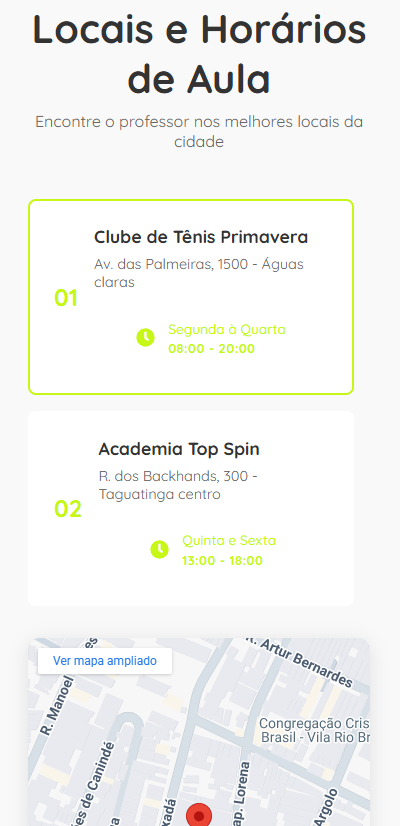 Locais e Horários
de Aula
Encontre o professor nos melhores locais da
cidade
Clube de Tênis Primavera
Av. das Palmeiras, 1500 - Águas
claras
01
Segunda à Quarta
08:00 - 20:00
Academia Top Spin
R. dos Backhands, 300 -
Taguatinga centro
02
Quinta e Sexta
13:00 - 18:00
Ver mapa ampliado
R. Artur Bernardes
R. Manoel
Congregação Cris
Brasil - Vila Rio Br
es de Canindé
xadá
ap. Lorena
Argolo